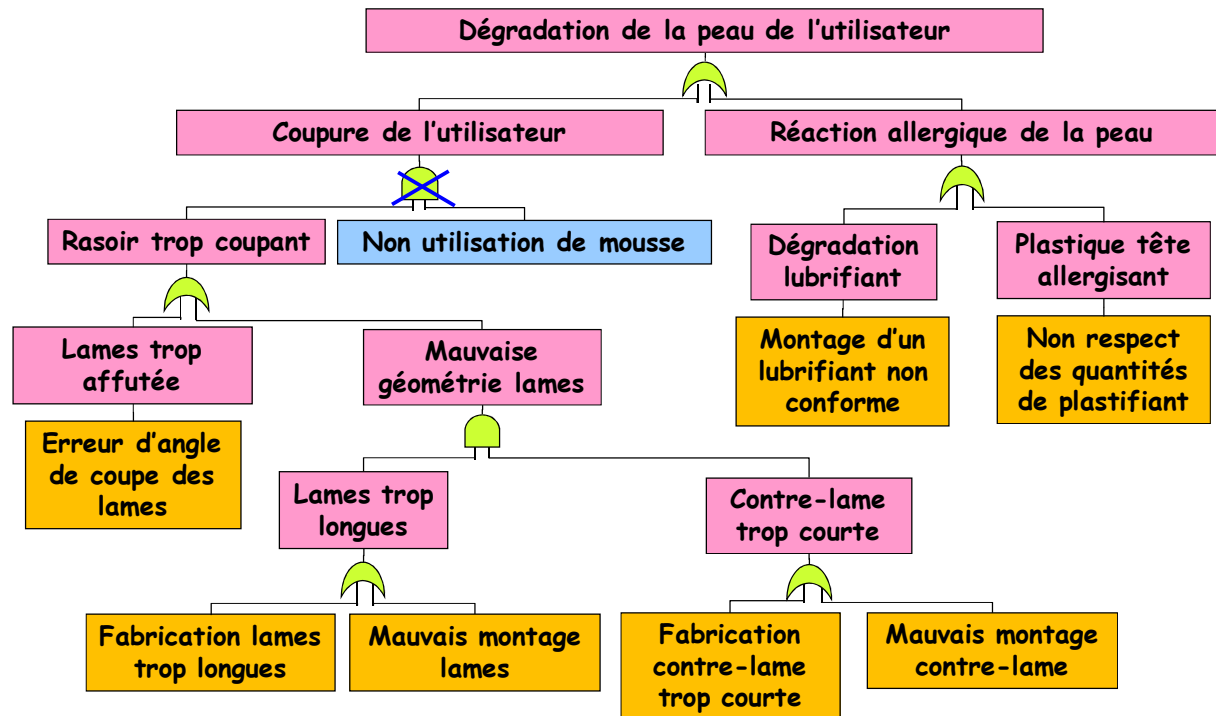 Dégradation de la peau de l'utilisateur
Coupure de l'utilisateur
Réaction allergique de la peau
Rasoir trop coupant
Non utilisation de mousse
Dégradation
lubrifiant
Plastique tête
allergisant
Lames trop
affutée
Mauvaise
géométrie lames
Montage d'un
lubrifiant non
conforme
Non respect
des quantités
de plastifiant
Erreur d'angle
de coupe des
lames
Lames trop
longues
Contre-lame
trop courte
Fabrication lames
trop longues
Mauvais montage
lames
Fabrication
contre-lame
trop courte
Mauvais montage
contre-lame